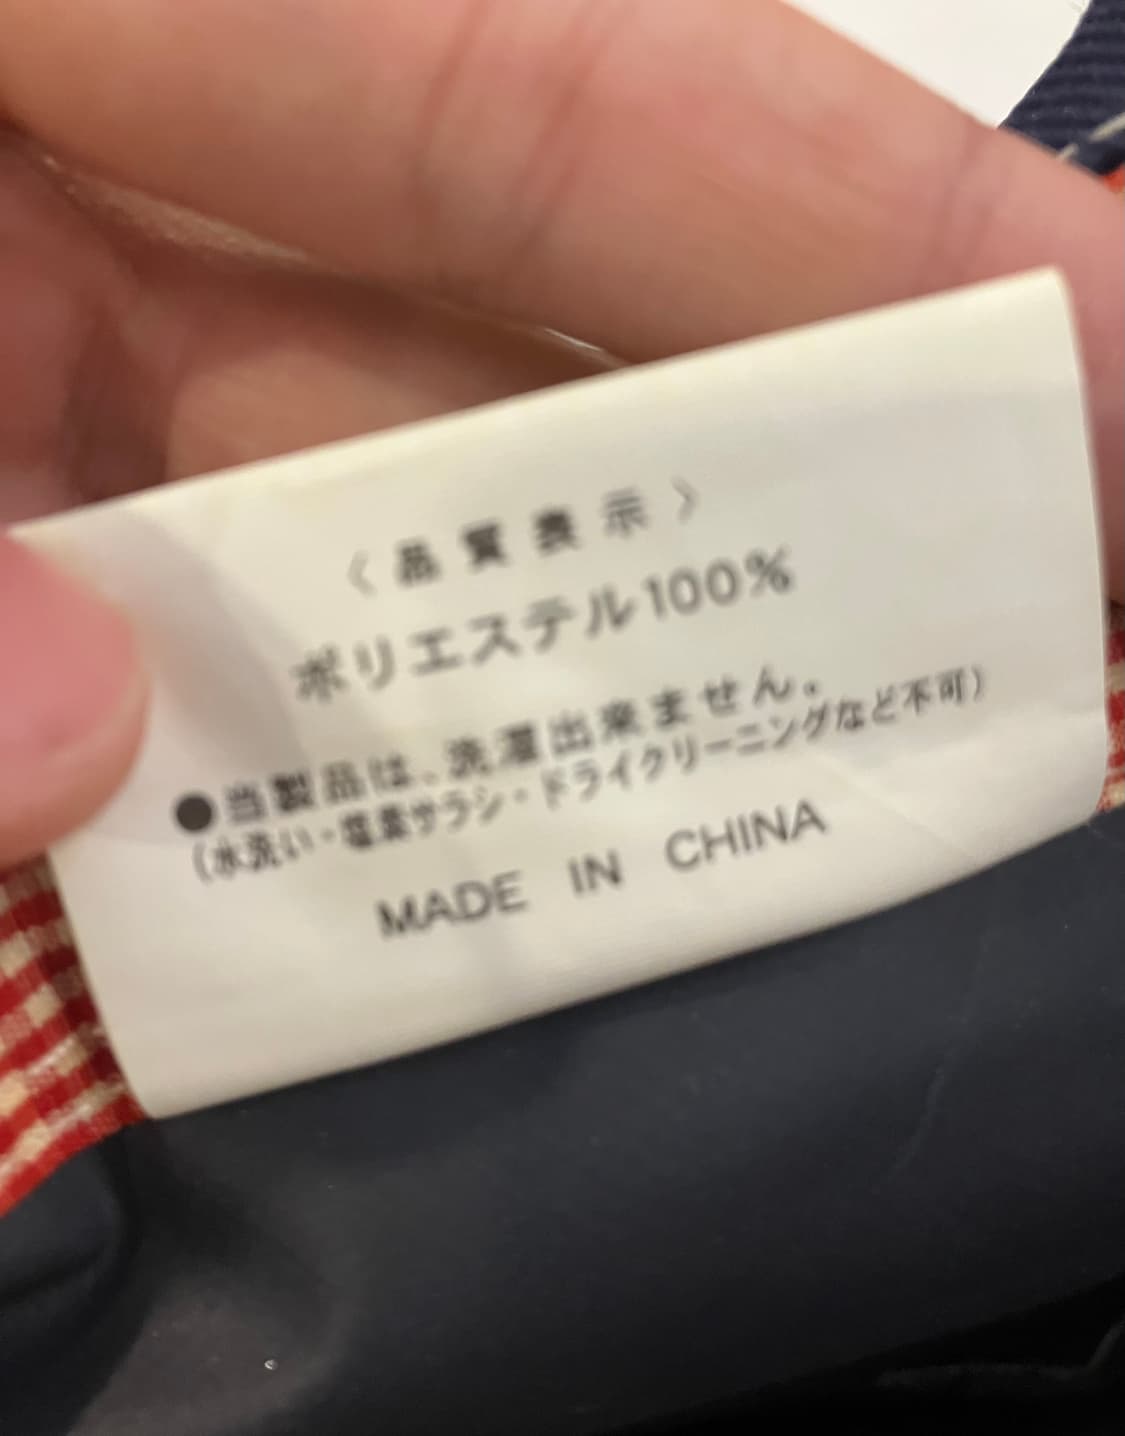 〈品質表示〉
ポリエステル100%
●当製品は、洗濯出来ません。
(水洗い・塩素サラシ・ドライクリーニングなど不可)
MADE IN CHINA